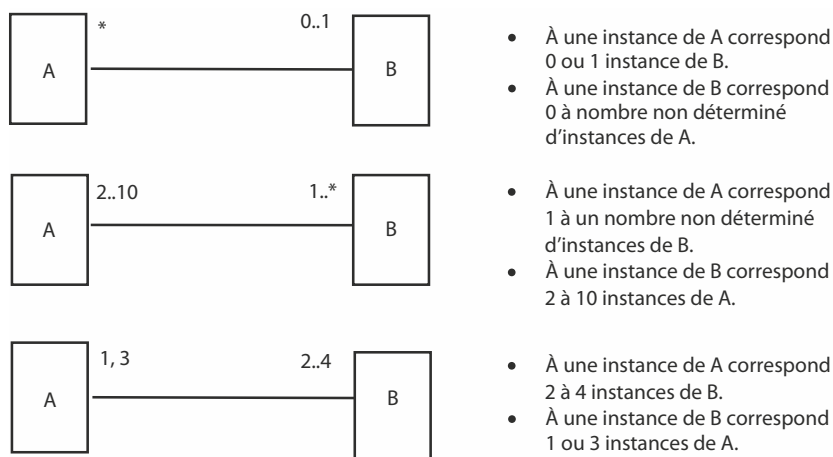 * 0..1
A B
• À une instance de A correspond
0 ou 1 instance de B.
• À une instance de B correspond
0 à nombre non déterminé
d’instances de A.
2..10 1..*
A B
• À une instance de A correspond
1 à un nombre non déterminé
d’instances de B.
• À une instance de B correspond
2 à 10 instances de A.
1, 3 2..4
A B
• À une instance de A correspond
2 à 4 instances de B.
• À une instance de B correspond
1 ou 3 instances de A.